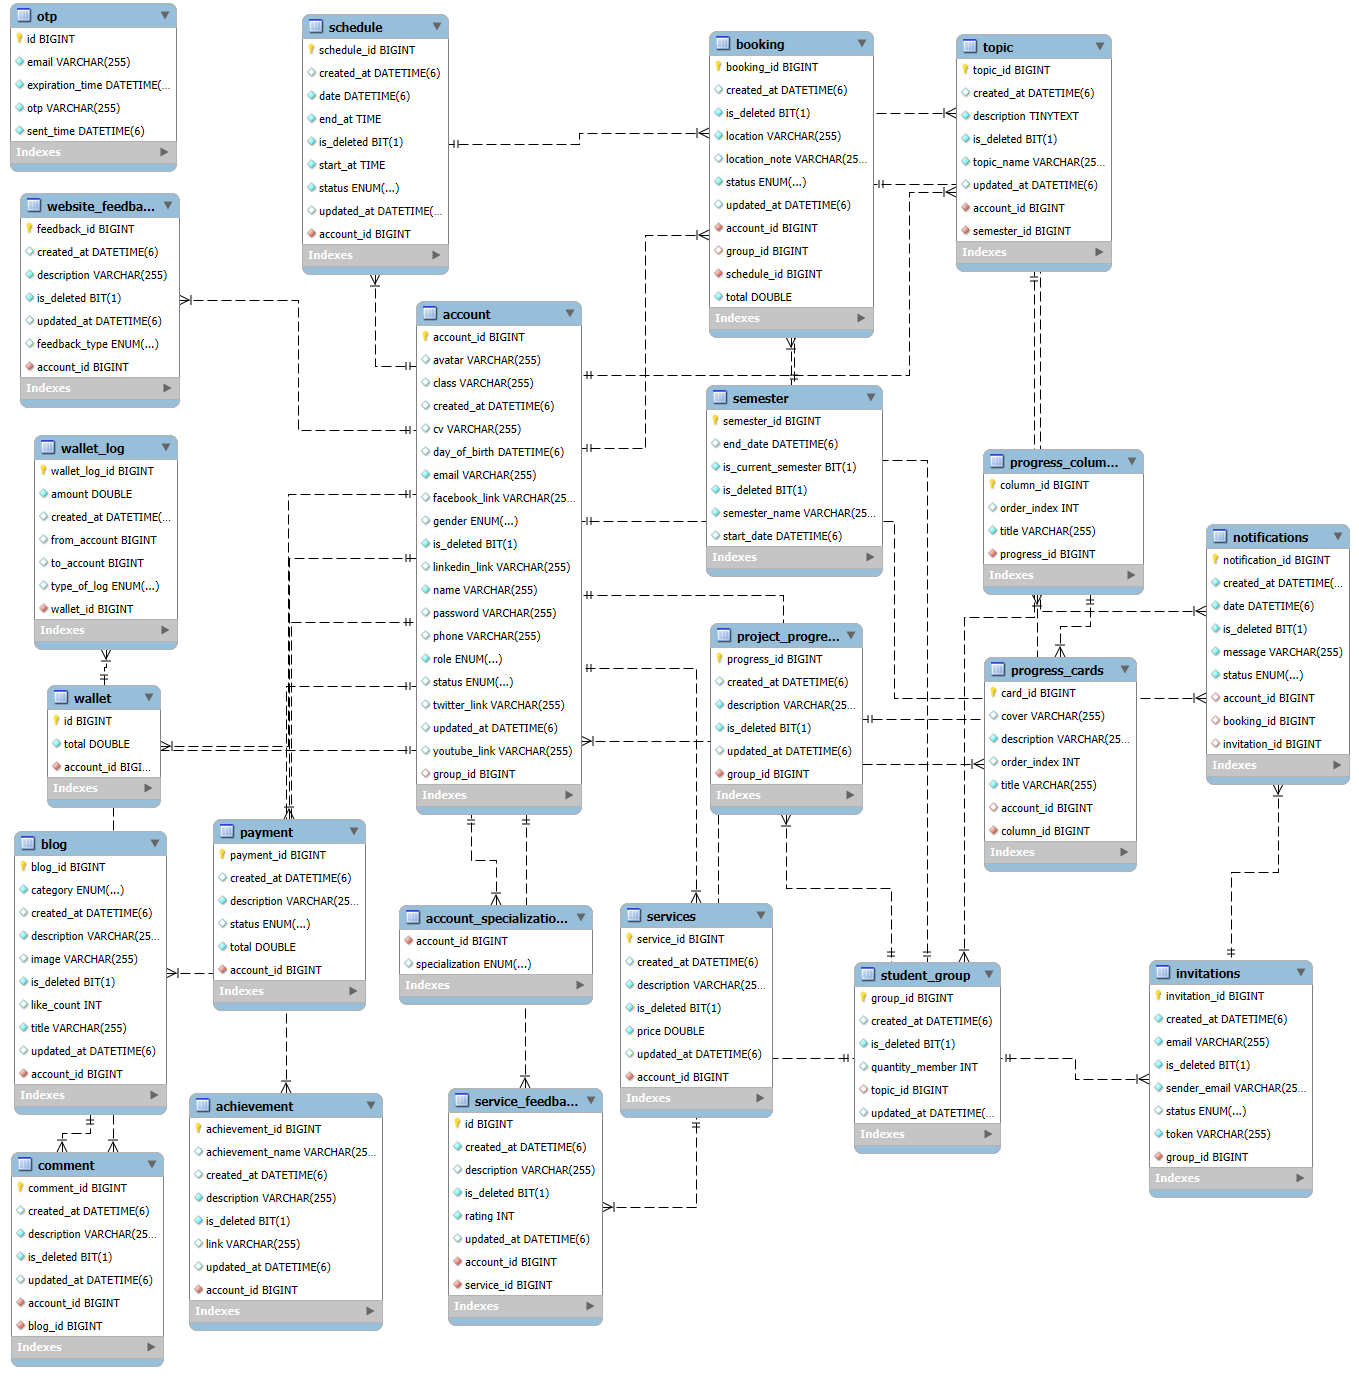 otp
id BIGINT
email VARCHAR(255)
expiration_time DATETIME(...
otp VARCHAR(255)
sent_time DATETIME(6)
Indexes
schedule
schedule_id BIGINT
created_at DATETIME(6)
date DATETIME(6)
end_at TIME
is_deleted BIT(1)
start_at TIME
status ENUM(...)
updated_at DATETIME(...
account_id BIGINT
Indexes
booking
booking_id BIGINT
created_at DATETIME(6)
is_deleted BIT(1)
location VARCHAR(255)
location_note VARCHAR(25...
status ENUM(...)
updated_at DATETIME(6)
account_id BIGINT
group_id BIGINT
schedule_id BIGINT
total DOUBLE
Indexes
topic
topic_id BIGINT
created_at DATETIME(6)
description TINYTEXT
is_deleted BIT(1)
topic_name VARCHAR(25...
updated_at DATETIME(6)
account_id BIGINT
semester_id BIGINT
Indexes
website_feedba...
feedback_id BIGINT
created_at DATETIME(6)
description VARCHAR(255)
is_deleted BIT(1)
updated_at DATETIME(6)
feedback_type ENUM(...)
account_id BIGINT
Indexes
account
account_id BIGINT
avatar VARCHAR(255)
class VARCHAR(255)
created_at DATETIME(6)
cv VARCHAR(255)
day_of_birth DATETIME(6)
email VARCHAR(255)
facebook_link VARCHAR(25...
gender ENUM(...)
is_deleted BIT(1)
linkedin_link VARCHAR(255)
name VARCHAR(255)
password VARCHAR(255)
phone VARCHAR(255)
role ENUM(...)
status ENUM(...)
twitter_link VARCHAR(255)
updated_at DATETIME(6)
youtube_link VARCHAR(255)
group_id BIGINT
Indexes
semester
semester_id BIGINT
end_date DATETIME(6)
is_current_semester BIT(1)
is_deleted BIT(1)
semester_name VARCHAR(25...
start_date DATETIME(6)
Indexes
wallet_log
wallet_log_id BIGINT
amount DOUBLE
created_at DATETIME(...
from_account BIGINT
to_account BIGINT
type_of_log ENUM(...)
wallet_id BIGINT
Indexes
progress_colum...
column_id BIGINT
order_index INT
title VARCHAR(255)
progress_id BIGINT
Indexes
notifications
notification_id BIGINT
created_at DATETIME(...
date DATETIME(6)
is_deleted BIT(1)
message VARCHAR(255)
status ENUM(...)
account_id BIGINT
booking_id BIGINT
invitation_id BIGINT
Indexes
project_progre...
progress_id BIGINT
created_at DATETIME(6)
description VARCHAR(25...
is_deleted BIT(1)
updated_at DATETIME(6)
group_id BIGINT
Indexes
progress_cards
card_id BIGINT
cover VARCHAR(255)
description VARCHAR(25...
order_index INT
title VARCHAR(255)
account_id BIGINT
column_id BIGINT
Indexes
wallet
id BIGINT
total DOUBLE
account_id BIGI...
Indexes
blog
blog_id BIGINT
category ENUM(...)
created_at DATETIME(6)
description VARCHAR(25...
image VARCHAR(255)
is_deleted BIT(1)
like_count INT
title VARCHAR(255)
updated_at DATETIME(6)
account_id BIGINT
Indexes
payment
payment_id BIGINT
created_at DATETIME(6)
description VARCHAR(25...
status ENUM(...)
total DOUBLE
account_id BIGINT
Indexes
account_specializatio...
account_id BIGINT
specialization ENUM(...)
Indexes
services
service_id BIGINT
created_at DATETIME(6)
description VARCHAR(25...
is_deleted BIT(1)
price DOUBLE
updated_at DATETIME(6)
account_id BIGINT
Indexes
student_group
group_id BIGINT
created_at DATETIME(6)
is_deleted BIT(1)
quantity_member INT
topic_id BIGINT
updated_at DATETIME(...
Indexes
invitations
invitation_id BIGINT
created_at DATETIME(6)
email VARCHAR(255)
is_deleted BIT(1)
sender_email VARCHAR(25...
status ENUM(...)
token VARCHAR(255)
group_id BIGINT
Indexes
comment
comment_id BIGINT
created_at DATETIME(6)
description VARCHAR(25...
is_deleted BIT(1)
updated_at DATETIME(6)
account_id BIGINT
blog_id BIGINT
Indexes
achievement
achievement_id BIGINT
achievement_name VARCHAR(25...
created_at DATETIME(6)
description VARCHAR(255)
is_deleted BIT(1)
link VARCHAR(255)
updated_at DATETIME(6)
account_id BIGINT
Indexes
service_feedba...
id BIGINT
created_at DATETIME(6)
description VARCHAR(255)
is_deleted BIT(1)
rating INT
updated_at DATETIME(6)
account_id BIGINT
service_id BIGINT
Indexes